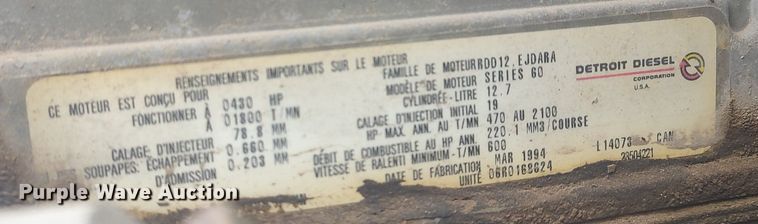 RENSEIGNEMENTS IMPORTANTS SUR LE MOTEUR
CE MOTEUR EST CONÇU POUR
FONCTIONNER À 0430 HP
À 01800 T/MN
CALAGE D'INJECTEUR 78.8 MM
SOUPAPES: ÉCHAPPEMENT 0.660 MM
D'ADMISSION 0.203 MM
FAMILLE DE MOTEUR RDD12.EJDARA
MODÈLE DE MOTEUR SERIES 60
CYLINDRÉE-LITRE 12.7
CALAGE D'INJECTION INITIAL 19
HP-MAX. ANN. AU T/MN 470 AU 2100
DÉBIT DE COMBUSTIBLE AU HP ANN. 220.1 MM3/COURSE
VITESSE DE RALENTI MINIMUM-T/MN 600
DATE DE FABRICATION MAR 1994
UNITÉ 06R0168624
DETROIT DIESEL
CORPORATION
U.S.A.
L14073 CAN
23504221
Purple Wave Auction